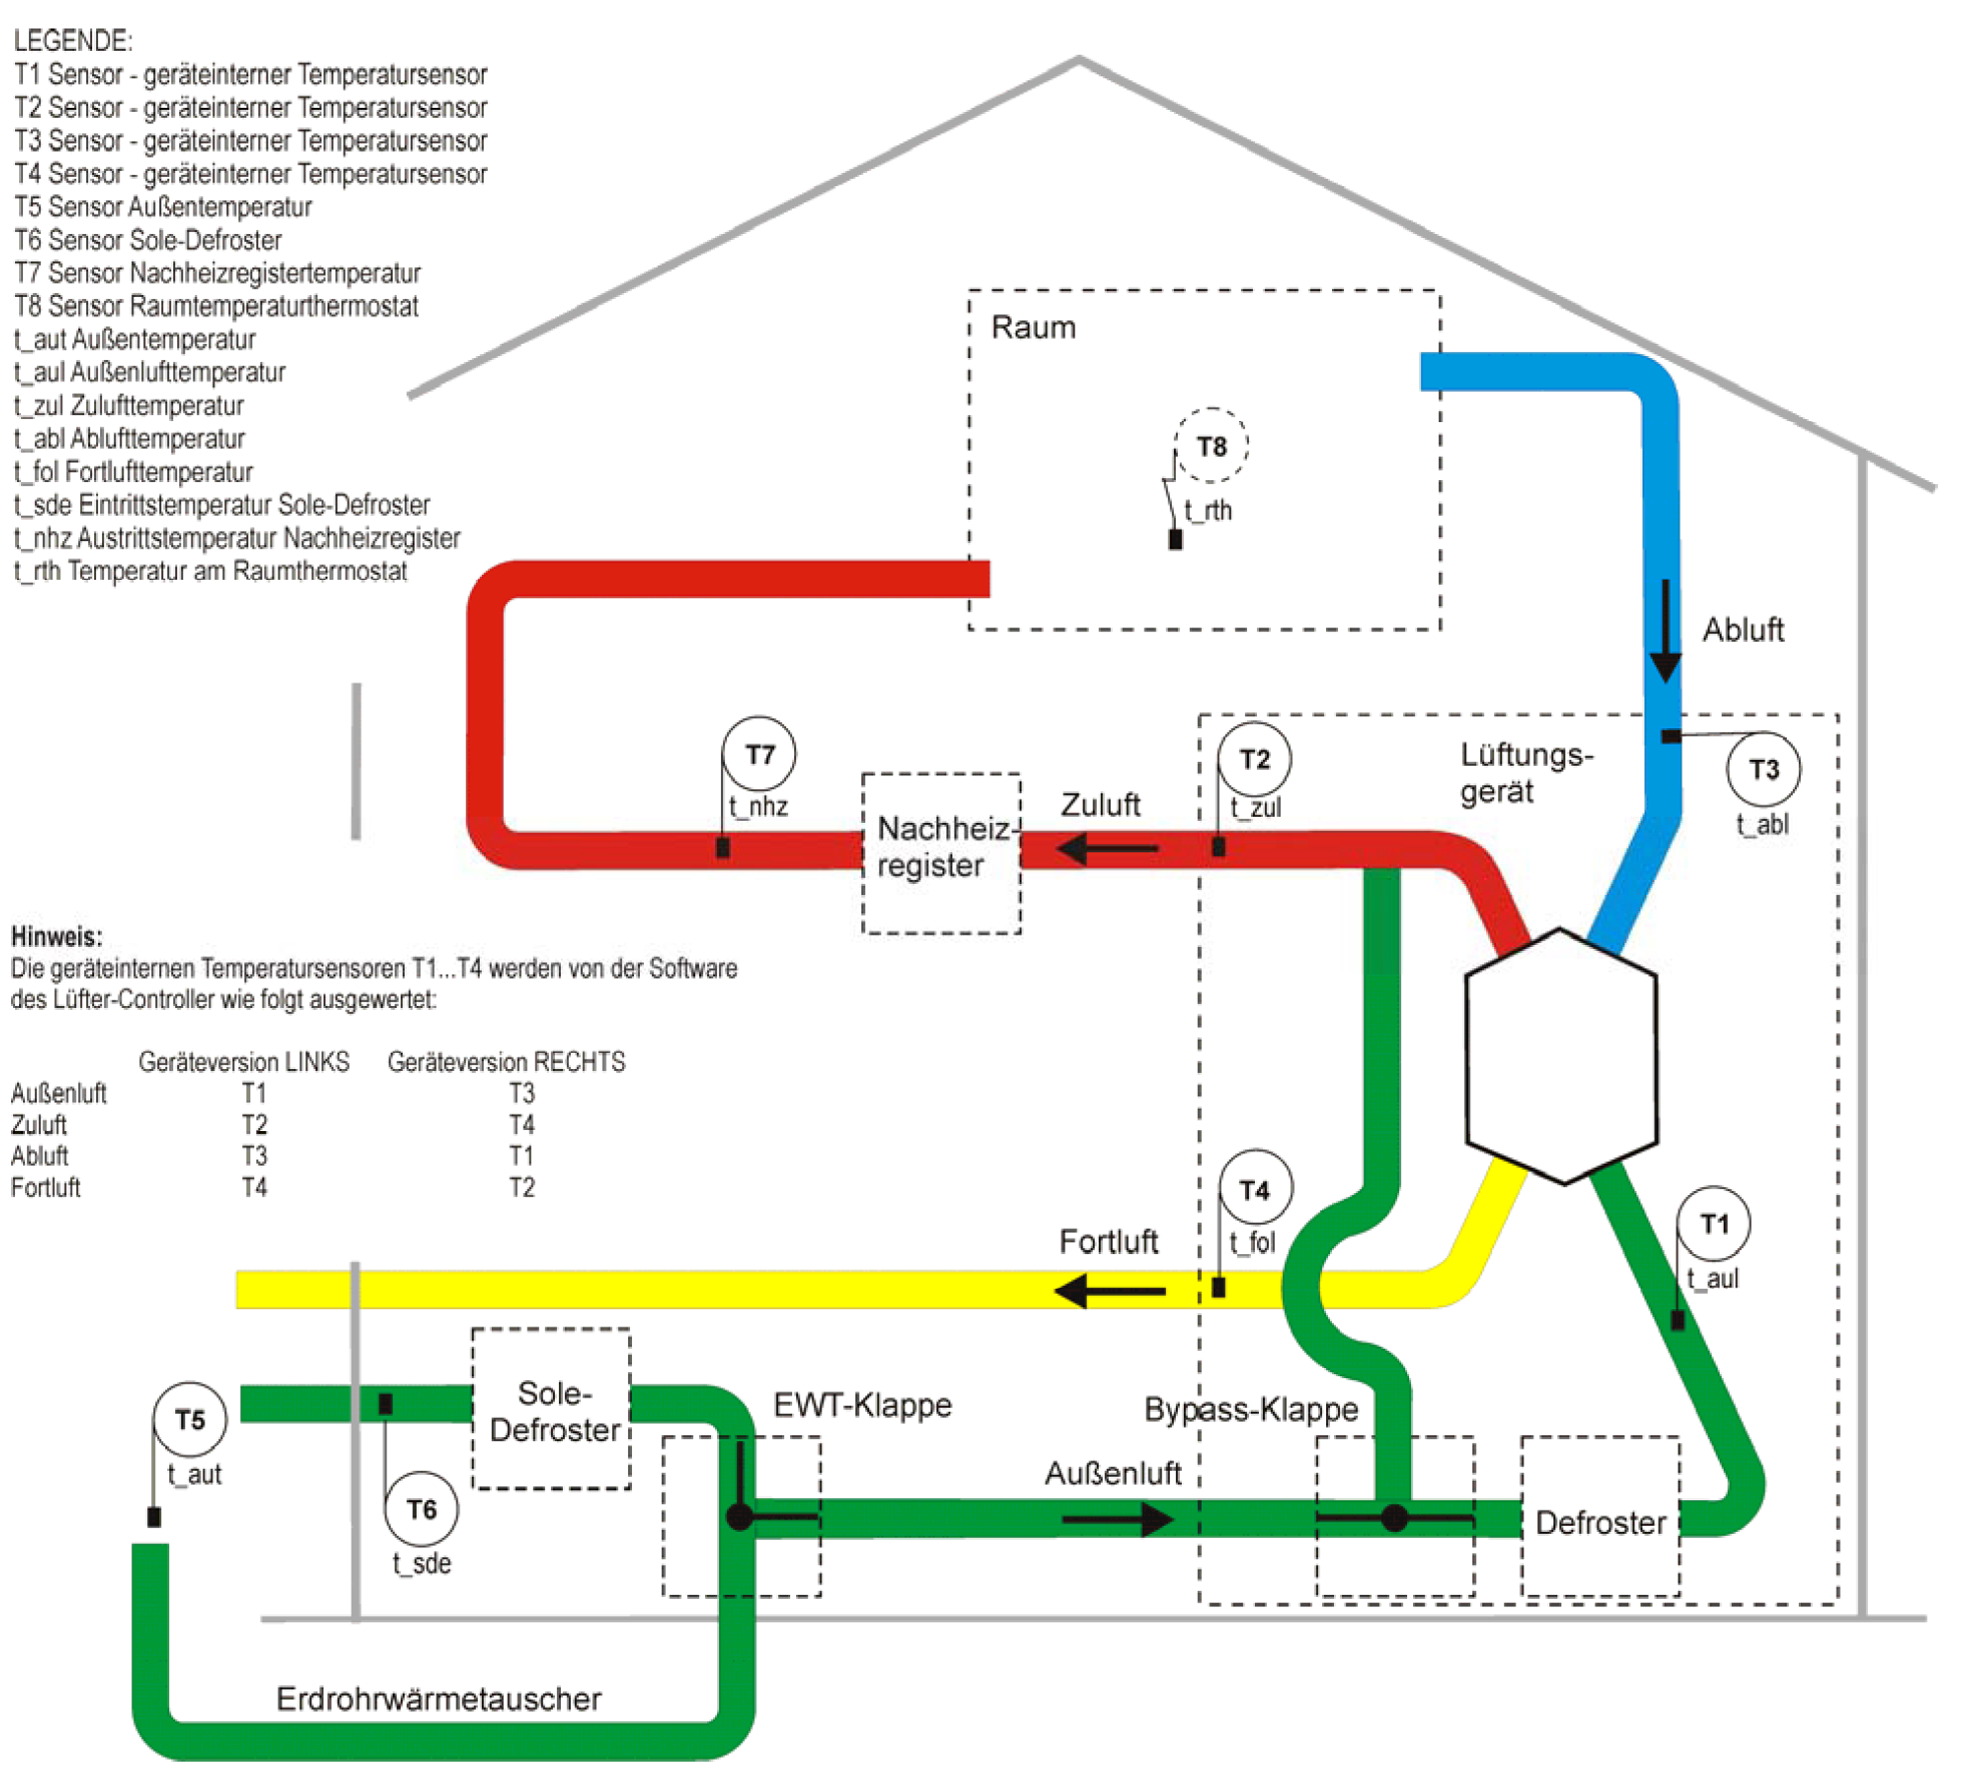 LEGENDE:
T1 Sensor - geräteinterner Temperatursensor
T2 Sensor - geräteinterner Temperatursensor
T3 Sensor - geräteinterner Temperatursensor
T4 Sensor - geräteinterner Temperatursensor
T5 Sensor Außentemperatur
T6 Sensor Sole-Defroster
T7 Sensor Nachheizregistertemperatur
T8 Sensor Raumtemperaturthermostat
t_aut Außentemperatur
t_aul Außenlufttemperatur
t_zul Zulufttemperatur
t_abl Ablufttemperatur
t_fol Fortlufttemperatur
t_sde Eintrittstemperatur Sole-Defroster
t_nhz Austrittstemperatur Nachheizregister
t_rth Temperatur am Raumthermostat
Raum
T8
t_rth
Abluft
T7
t_nhz
Nachheiz-
register
Zuluft
T2
t_zul
Lüftungs-
gerät
T3
t_abl
Hinweis:
Die geräteinternen Temperatursensoren T1...T4 werden von der Software
des Lüfter-Controller wie folgt ausgewertet:
Geräteversion LINKS Geräteversion RECHTS
Außenluft T1 T3
Zuluft T2 T4
Abluft T3 T1
Fortluft T4 T2
Fortluft
T4
t_fol
T1
t_aul
T5
t_aut
T6
t_sde
Sole-
Defroster
EWT-Klappe
Bypass-Klappe
Außenluft
Defroster
Erdrohrwärmetauscher